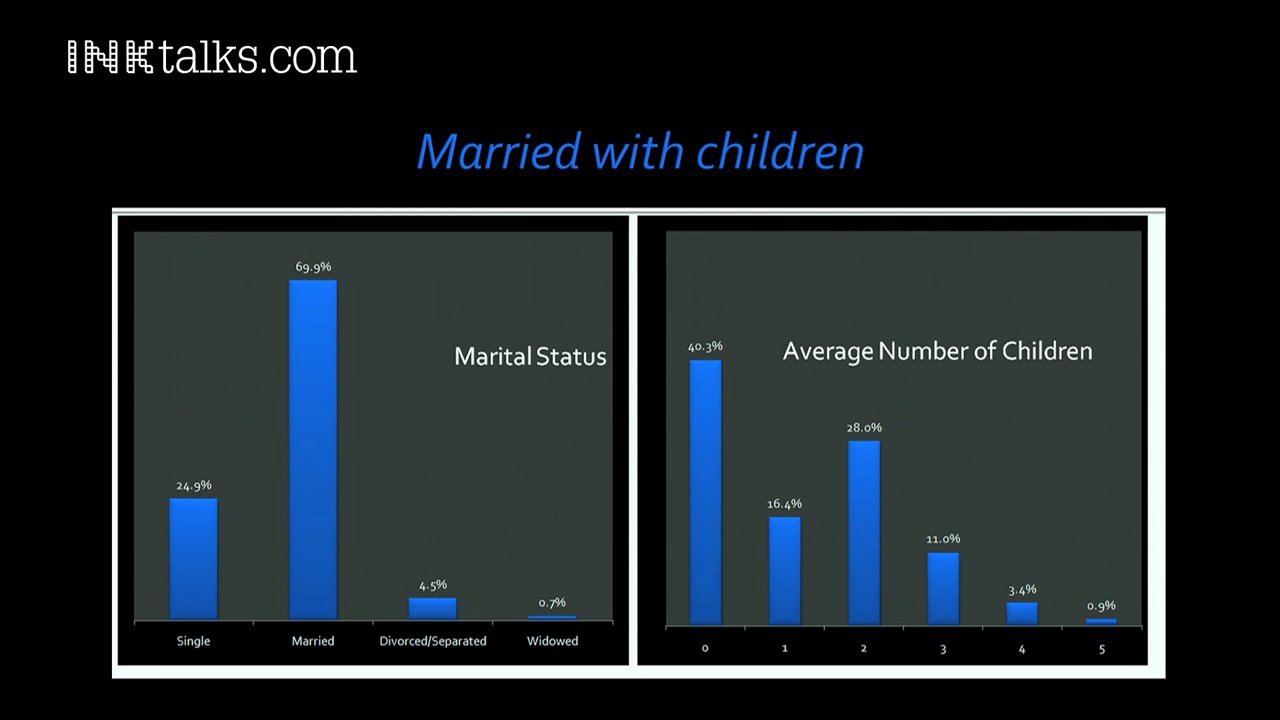 INKtalks.com
Married with children
69.9%
Marital Status
24.9%
4.5%
0.7%
Single Married Divorced/Separated Widowed
40.3%
Average Number of Children
28.0%
16.4%
11.0%
3.4%
0.9%
0 1 2 3 4 5